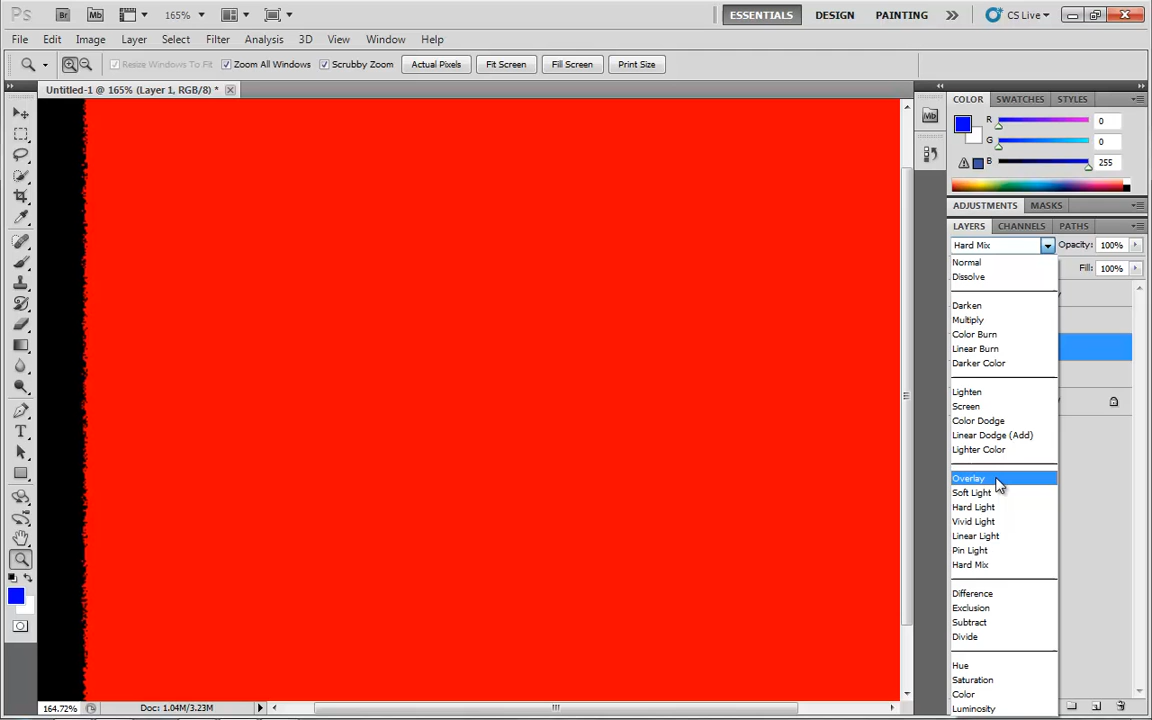 Ps Br Mb 165% ESSENTIALS DESIGN PAINTING CS Live
File Edit Image Layer Select Filter Analysis 3D View Window Help
Resize Windows To Fit Zoom All Windows Scrubby Zoom Actual Pixels Fit Screen Fill Screen Print Size
Untitled-1 @ 165% (Layer 1, RGB/8) *
COLOR SWATCHES STYLES
Mb
R 0
G 0
B 255
ADJUSTMENTS MASKS
LAYERS CHANNELS PATHS
Hard Mix Opacity: 100%
Fill: 100%
Normal
Dissolve
Darken
Multiply
Color Burn
Linear Burn
Darker Color
Lighten
Screen
Color Dodge
Linear Dodge (Add)
Lighter Color
Overlay
Soft Light
Hard Light
Vivid Light
Linear Light
Pin Light
Hard Mix
Difference
Exclusion
Subtract
Divide
Hue
Saturation
Color
Luminosity
T
164.72% Doc: 1.04M/3.23M